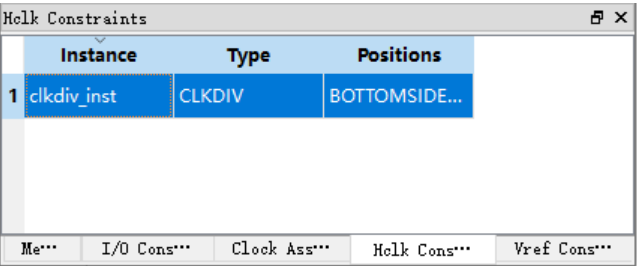 Hclk Constraints
Instance Type Positions
1 clkdiv_inst CLKDIV BOTTOMSIDE...
Me... I/O Cons... Clock Ass... Hclk Cons... Vref Cons...